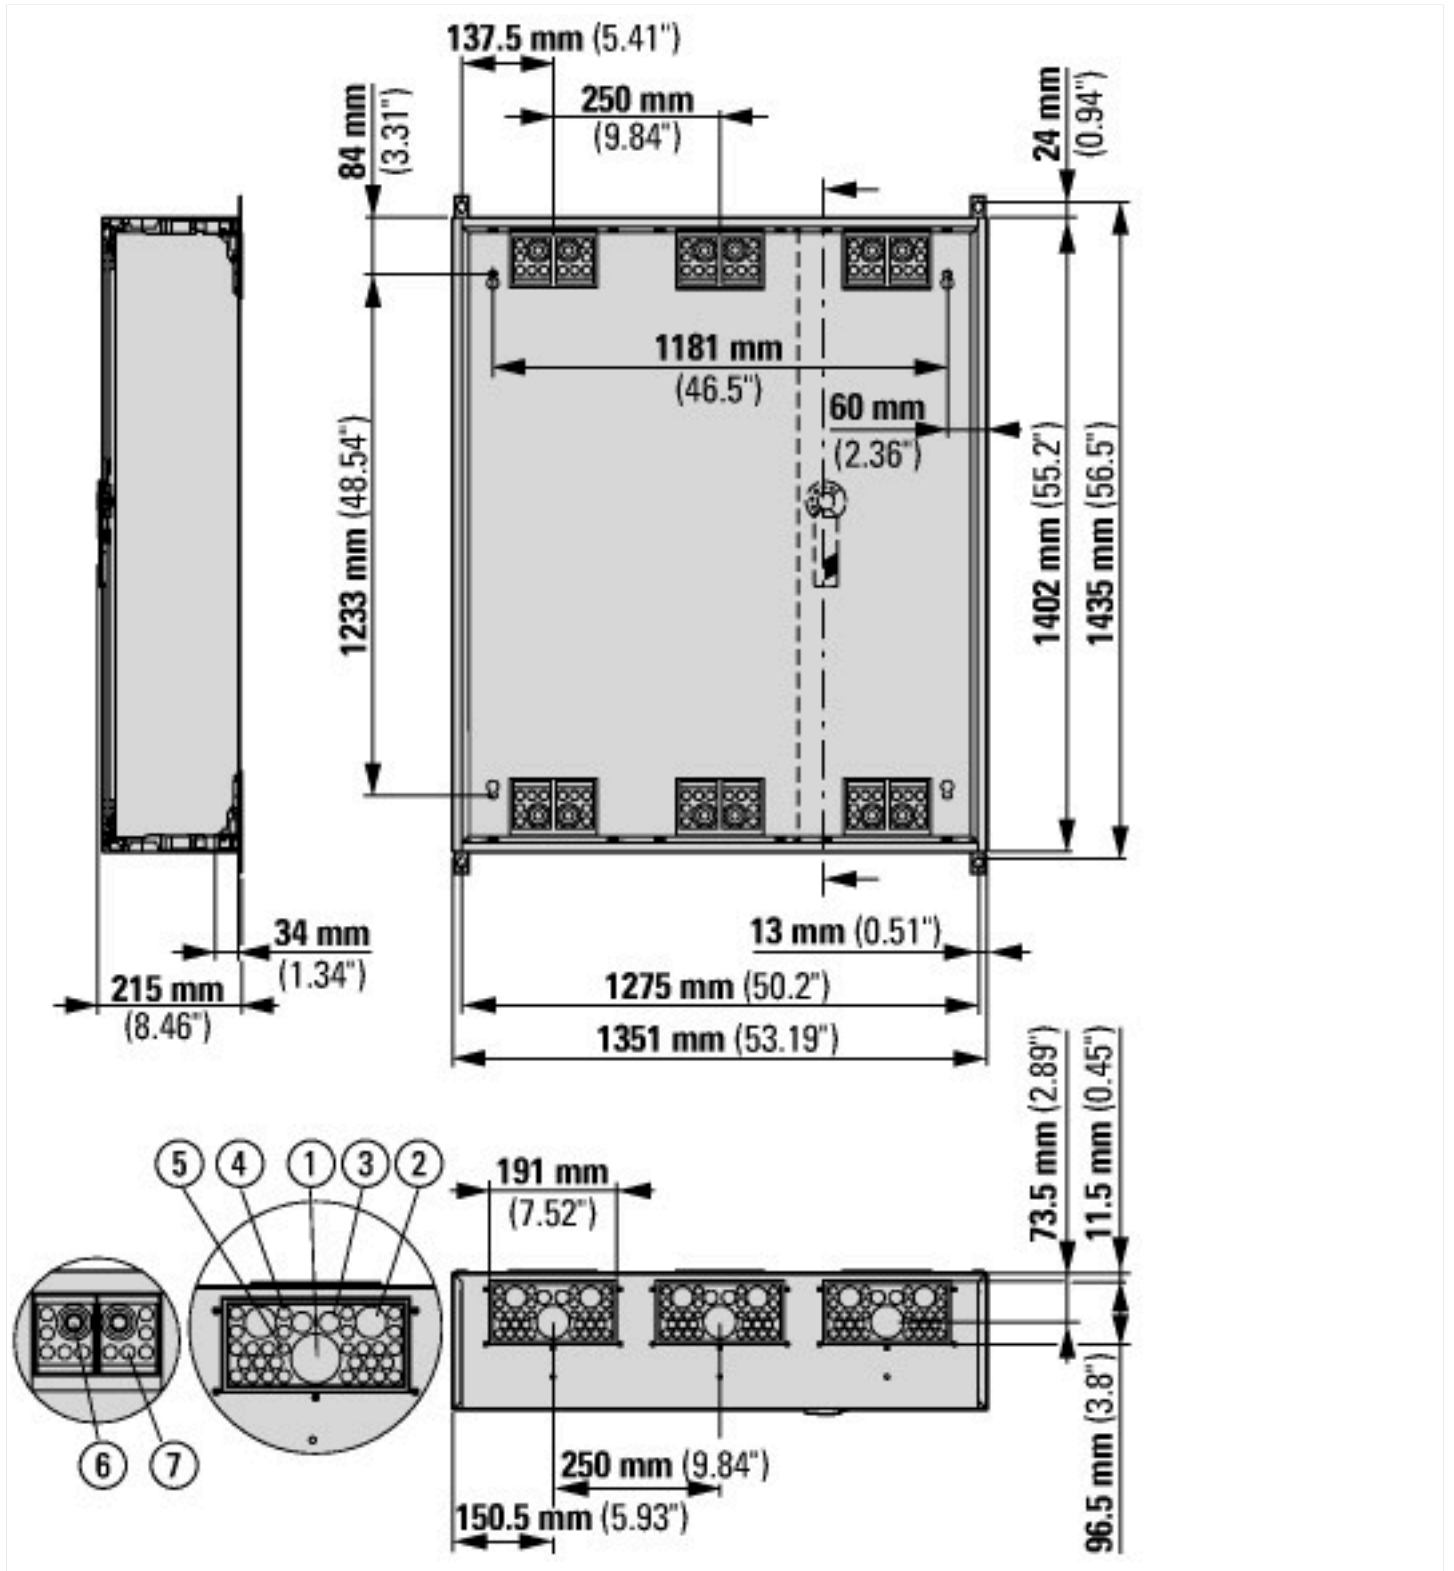 137.5 mm (5.41")
250 mm
(9.84")
84 mm
(3.31")
24 mm
(0.94")
1181 mm
(46.5")
60 mm
(2.36")
1233 mm (48.54")
1402 mm (55.2")
1435 mm (56.5")
34 mm
(1.34")
215 mm
(8.46")
13 mm (0.51")
1275 mm (50.2")
1351 mm (53.19")
73.5 mm (2.89")
11.5 mm (0.45")
5 4 1 3 2
191 mm
(7.52")
6 7
250 mm (9.84")
150.5 mm (5.93")
96.5 mm (3.8")